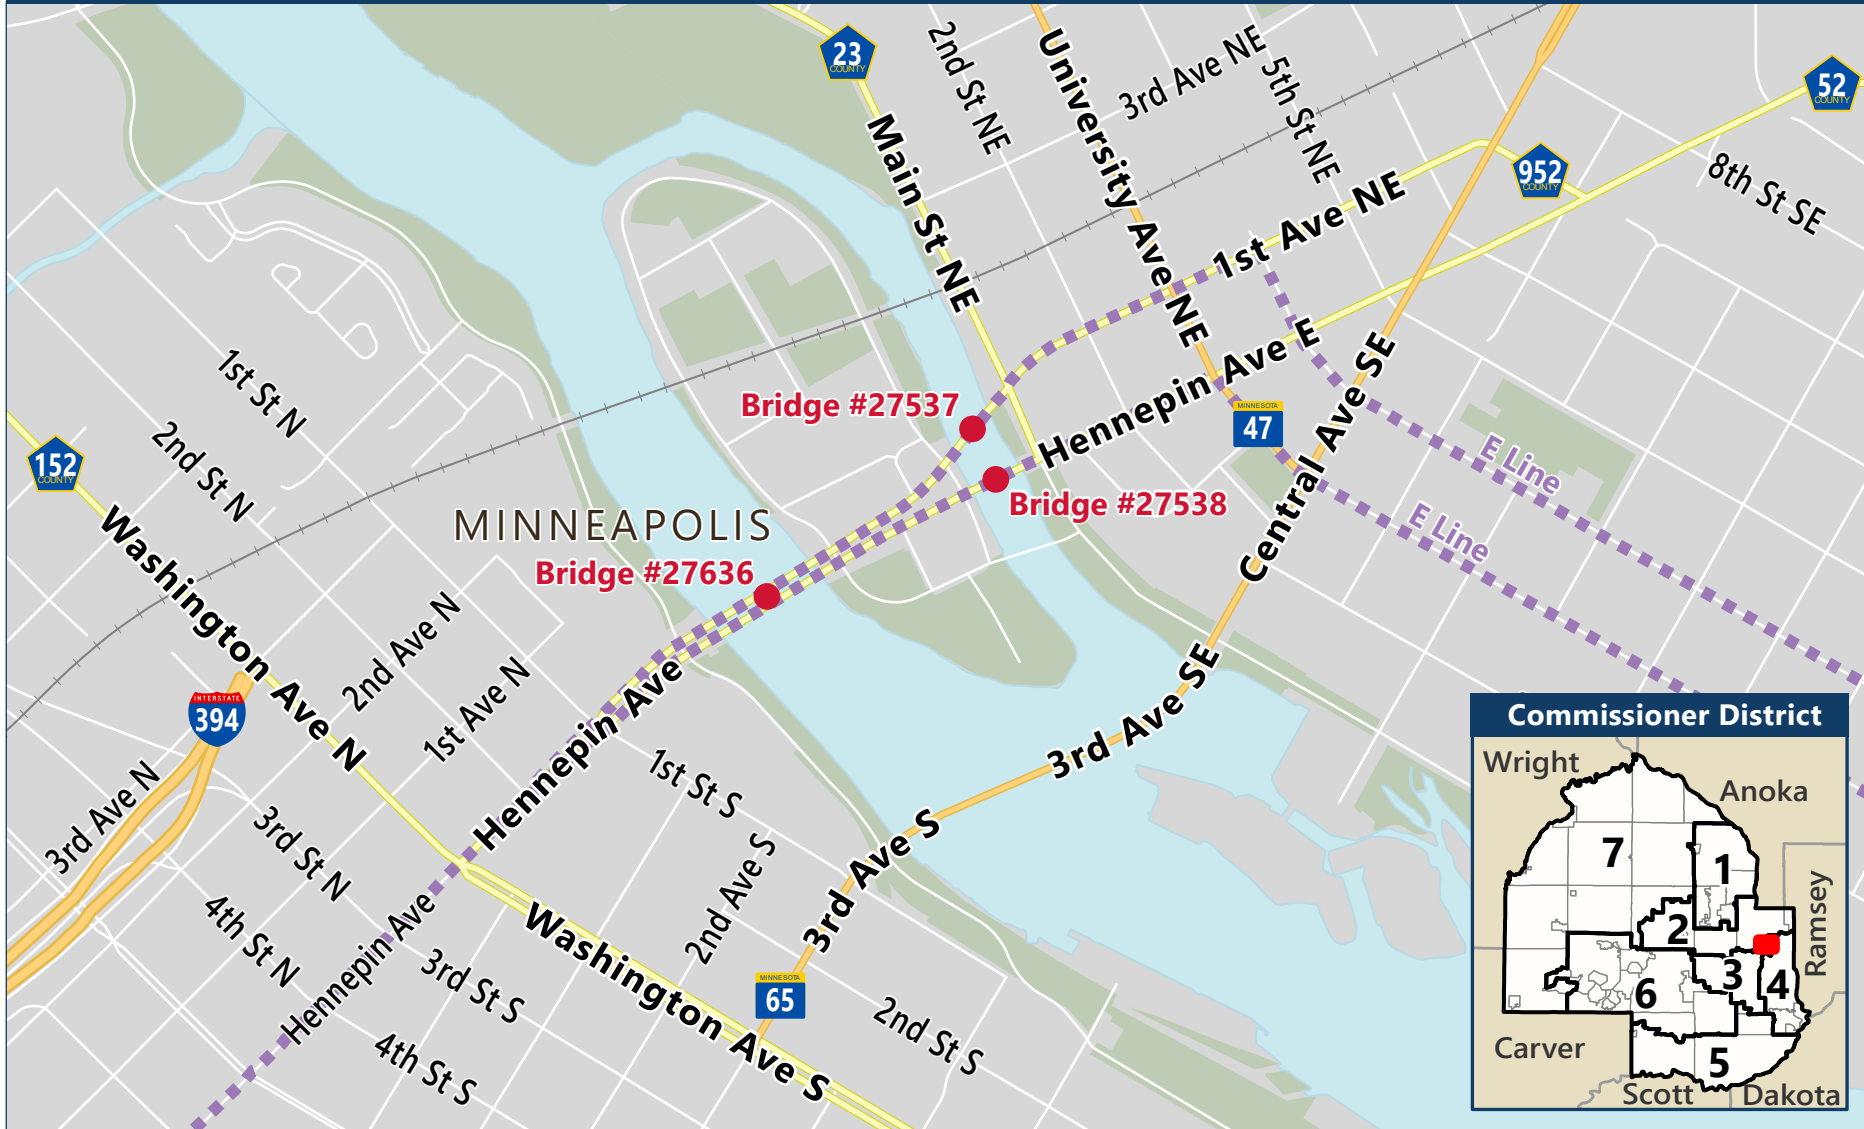 23
COUNTY
2nd St NE
University Ave NE
3rd Ave NE
5th St NE
52
COUNTY
Main St NE
952
COUNTY
8th St SE
1st Ave NE
1st St N
Hennepin Ave E
Bridge #27537
MINNESOTA
47
Central Ave SE
2nd St N
152
COUNTY
E Line
Bridge #27538
E Line
MINNEAPOLIS
Bridge #27636
Washington Ave N
2nd Ave N
1st Ave N
Hennepin Ave
3rd Ave SE
INTERSTATE
394
1st St S
3rd Ave N
3rd St N
2nd Ave S
3rd Ave S
4th St N
Hennepin Ave
3rd St S
Washington Ave S
MINNESOTA
65
2nd St S
4th St S
Commissioner District
Wright
Anoka
7
1
2
Ramsey
3
6
4
Carver
5
Scott
Dakota